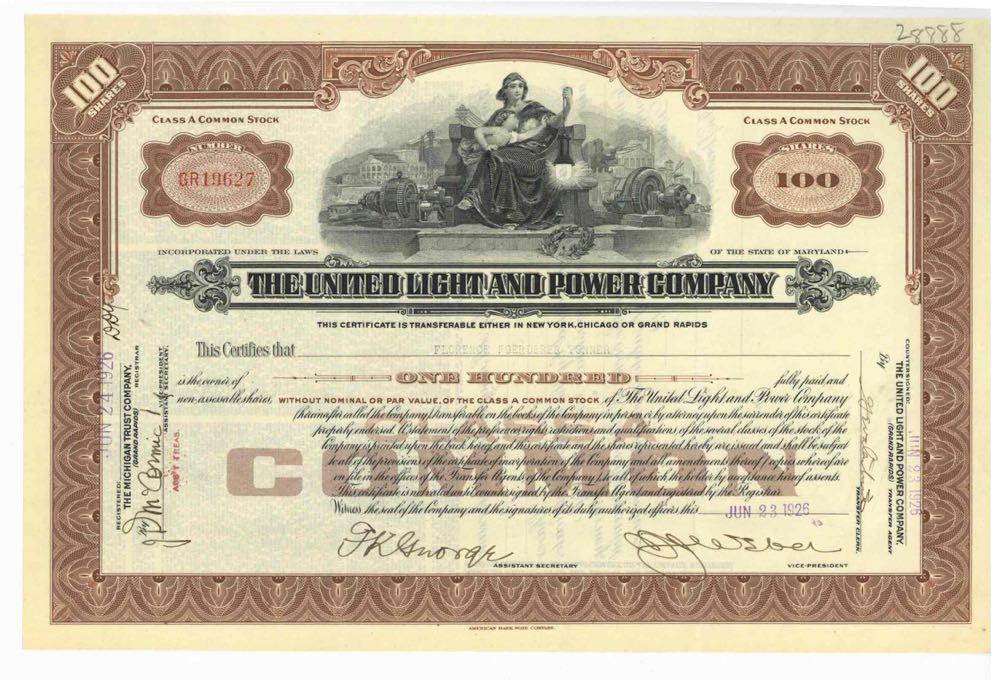 28888
100 SHARES
100 SHARES
CLASS A COMMON STOCK
CLASS A COMMON STOCK
NUMBER
GR19627
SHARES
100
INCORPORATED UNDER THE LAWS
OF THE STATE OF MARYLAND
THE UNITED LIGHT AND POWER COMPANY
THIS CERTIFICATE IS TRANSFERABLE EITHER IN NEW YORK, CHICAGO OR GRAND RAPIDS
This Certifies that FLORENCE
is the owner of ONE HUNDRED fully paid and
non-assessable shares, WITHOUT NOMINAL OR PAR VALUE, OF THE CLASS A COMMON STOCK of The United Light and Power Company
(hereinafter called the Company), transferable on the books of the Company in person or by attorney upon the surrender of this certificate
properly endorsed. A statement of the preferences, rights, restrictions and qualifications of the several classes of the stock of the
Company is printed upon the back hereof, and this certificate and the shares represented hereby are issued and shall be subject
to all of the provisions of the certificate of incorporation of the Company and all amendments thereof (copies whereof are
on file in the offices of the Transfer Agents of the Company), to all of which the holder by acceptance hereof assents.
This certificate is not valid until countersigned by the Transfer Agent and registered by the Registrar.
Witness the seal of the Company and the signatures of its duly authorized officers this JUN 23 1926
COMMON
ASSISTANT SECRETARY
VICE-PRESIDENT
REGISTERED:
THE MICHIGAN TRUST COMPANY,
(GRAND RAPIDS) REGISTRAR
By
VICE-PRESIDENT
ASSISTANT SECRETARY.
ASS'T TREAS.
JUN 24 1926
COUNTERSIGNED:
THE UNITED LIGHT AND POWER COMPANY,
(GRAND RAPIDS) TRANSFER AGENT
By
TRANSFER CLERK.
JUN 23 1926
AMERICAN BANK NOTE COMPANY.